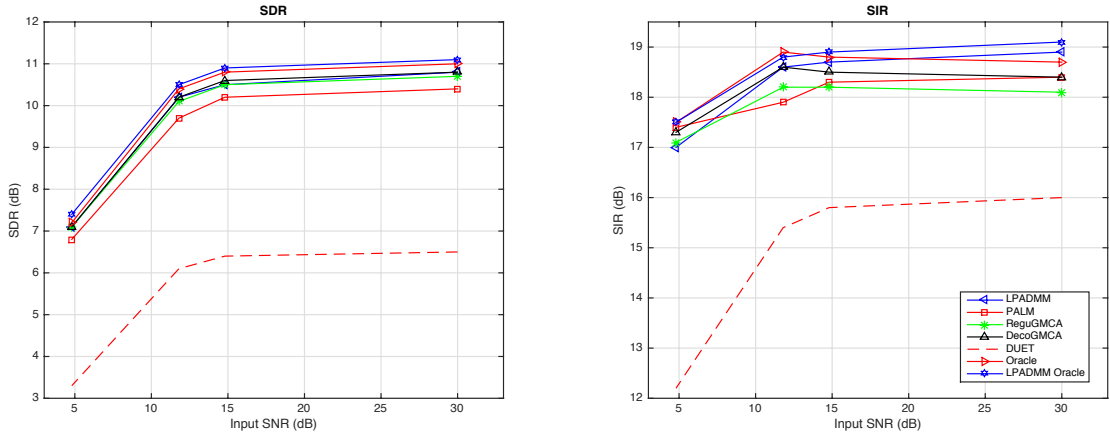 SDR
12
11
10
9
8
7
6
5
4
3
SDR (dB)
5 10 15 20 25 30
Input SNR (dB)
SIR
19
18
17
16
15
14
13
12
SIR (dB)
5 10 15 20 25 30
Input SNR (dB)
LPADMM
PALM
ReguGMCA
DecoGMCA
DUET
Oracle
LPADMM Oracle